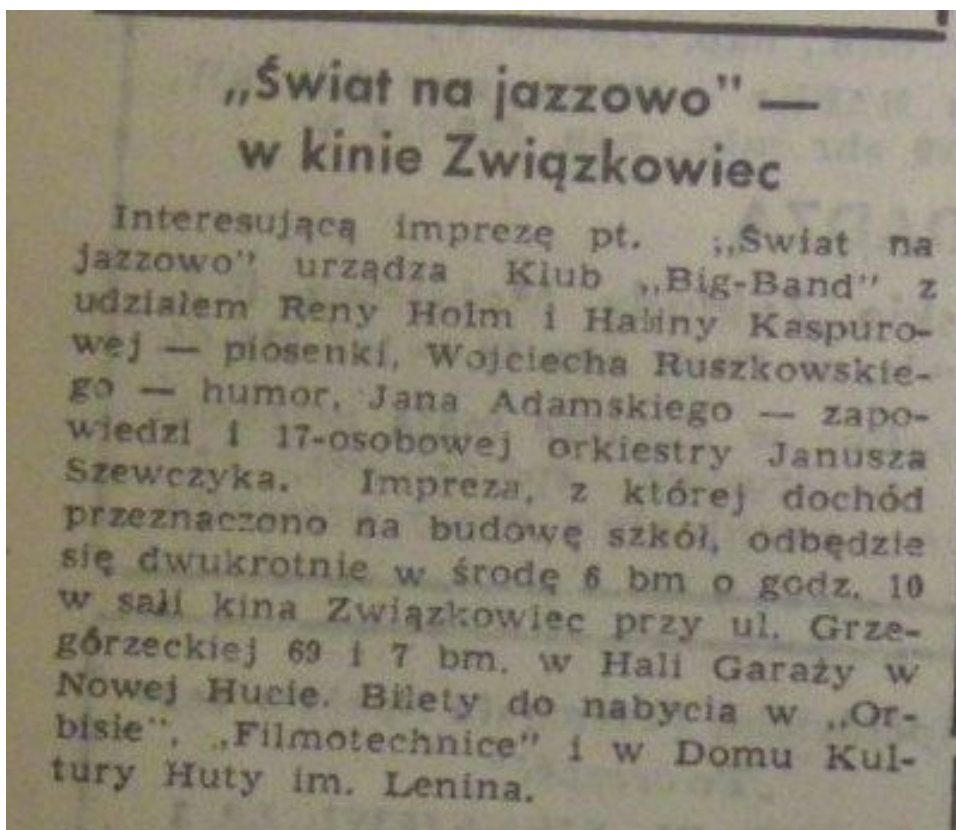 „Świat na jazzowo” —
w kinie Związkowiec
Interesującą imprezę pt. „Świat na
jazzowo” urządza Klub „Big-Band” z
udziałem Reny Holm i Haliny Kaspuro-
wej — piosenki, Wojciecha Ruszkowskie-
go — humor, Jana Adamskiego — zapo-
wiedzi i 17-osobowej orkiestry Janusza
Szewczyka. Impreza, z której dochód
przeznaczono na budowę szkół, odbędzie
się dwukrotnie w środę 6 bm o godz. 10
w sali kina Związkowiec przy ul. Grze-
górzeckiej 69 i 7 bm. w Hali Garaży w
Nowej Hucie. Bilety do nabycia w „Or-
bisie”, „Filmotechnice” i w Domu Kul-
tury Huty im. Lenina.